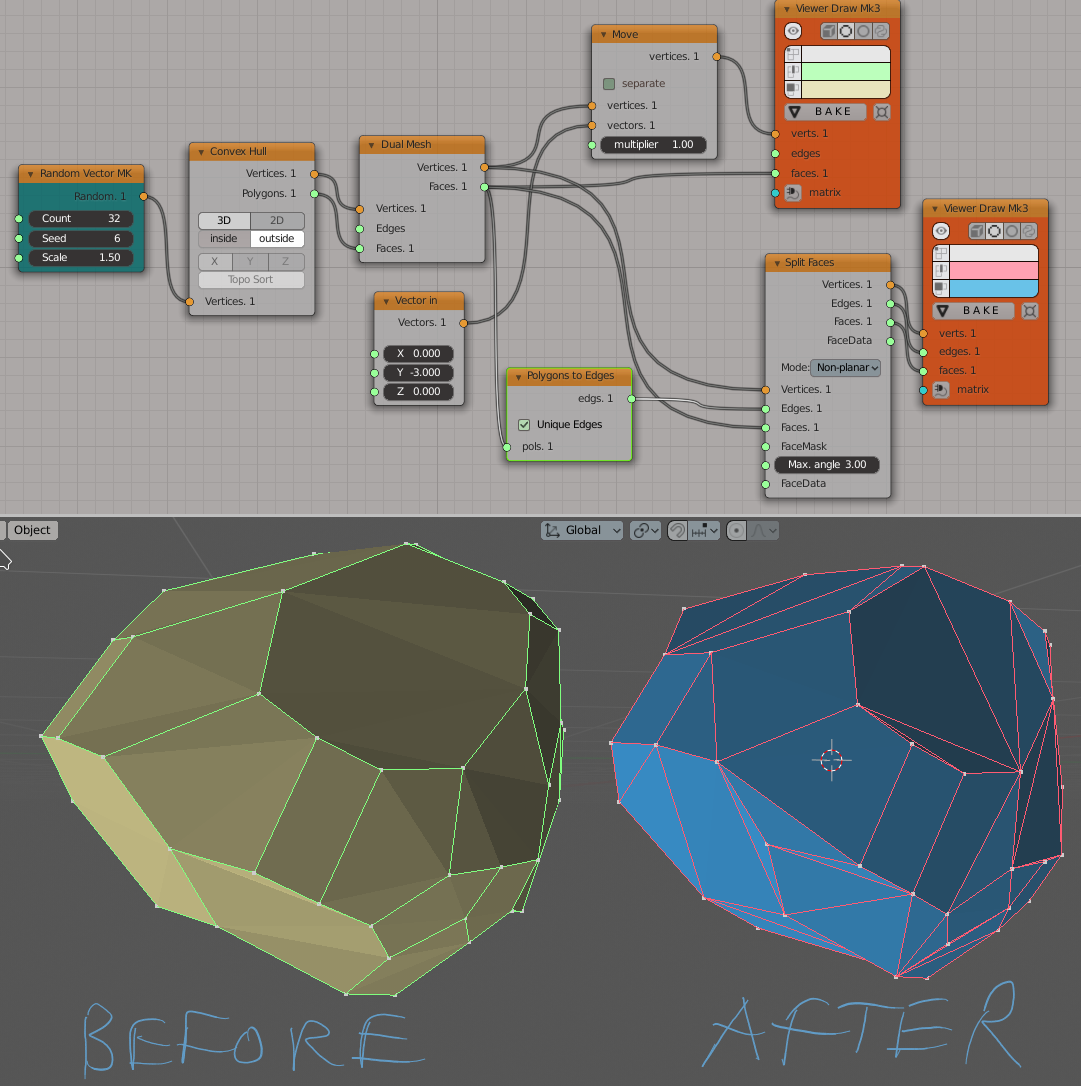 Viewer Draw Mk3
BAKE
verts. 1
edges
faces. 1
matrix
Move
vertices. 1
separate
vertices. 1
vectors. 1
multiplier 1.00
Random Vector MK
Random. 1
Count 32
Seed 6
Scale 1.50
Convex Hull
Vertices. 1
Polygons. 1
3D 2D
inside outside
X Y Z
Topo Sort
Vertices. 1
Dual Mesh
Vertices. 1
Faces. 1
Vertices. 1
Edges
Faces. 1
Vector in
Vectors. 1
X 0.000
Y -3.000
Z 0.000
Polygons to Edges
edgs. 1
Unique Edges
pols. 1
Split Faces
Vertices. 1
Edges. 1
Faces. 1
FaceData
Mode: Non-planar
Vertices. 1
Edges. 1
Faces. 1
FaceMask
Max. angle 3.00
FaceData
Viewer Draw Mk3
BAKE
verts. 1
edges. 1
faces. 1
matrix
Object
Global
BEFORE
AFTER